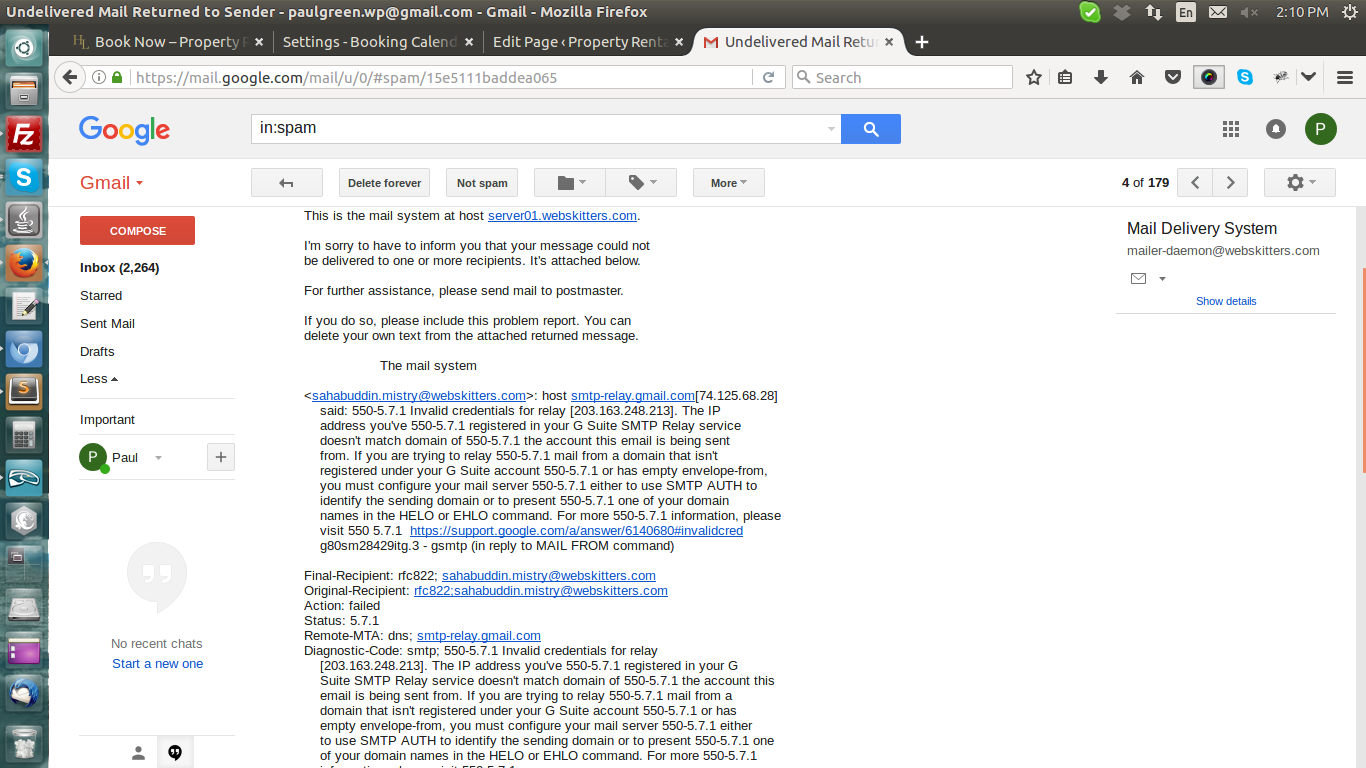 Undelivered Mail Returned to Sender - paulgreen.wp@gmail.com - Gmail - Mozilla Firefox
En
2:10 PM
HL Book Now – Property R
Settings - Booking Calend
Edit Page ‹ Property Renta
Undelivered Mail Retur
https://mail.google.com/mail/u/0/#spam/15e5111baddea065
Search
Google
in:spam
P
Gmail
Delete forever
Not spam
More
4 of 179
COMPOSE
Inbox (2,264)
Starred
Sent Mail
Drafts
Less
Important
P Paul
No recent chats
Start a new one
This is the mail system at host server01.webskitters.com.
I'm sorry to have to inform you that your message could not
be delivered to one or more recipients. It's attached below.
For further assistance, please send mail to postmaster.
If you do so, please include this problem report. You can
delete your own text from the attached returned message.
The mail system
<sahabuddin.mistry@webskitters.com>: host smtp-relay.gmail.com[74.125.68.28]
said: 550-5.7.1 Invalid credentials for relay [203.163.248.213]. The IP
address you've 550-5.7.1 registered in your G Suite SMTP Relay service
doesn't match domain of 550-5.7.1 the account this email is being sent
from. If you are trying to relay 550-5.7.1 mail from a domain that isn't
registered under your G Suite account 550-5.7.1 or has empty envelope-from,
you must configure your mail server 550-5.7.1 either to use SMTP AUTH to
identify the sending domain or to present 550-5.7.1 one of your domain
names in the HELO or EHLO command. For more 550-5.7.1 information, please
visit 550 5.7.1 https://support.google.com/a/answer/6140680#invalidcred
g80sm28429itg.3 - gsmtp (in reply to MAIL FROM command)
Final-Recipient: rfc822; sahabuddin.mistry@webskitters.com
Original-Recipient: rfc822;sahabuddin.mistry@webskitters.com
Action: failed
Status: 5.7.1
Remote-MTA: dns; smtp-relay.gmail.com
Diagnostic-Code: smtp; 550-5.7.1 Invalid credentials for relay
[203.163.248.213]. The IP address you've 550-5.7.1 registered in your G
Suite SMTP Relay service doesn't match domain of 550-5.7.1 the account this
email is being sent from. If you are trying to relay 550-5.7.1 mail from a
domain that isn't registered under your G Suite account 550-5.7.1 or has
empty envelope-from, you must configure your mail server 550-5.7.1 either
to use SMTP AUTH to identify the sending domain or to present 550-5.7.1 one
of your domain names in the HELO or EHLO command. For more 550-5.7.1
Mail Delivery System
mailer-daemon@webskitters.com
Show details